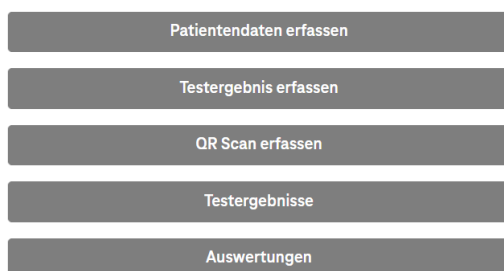 Patientendaten erfassen
Testergebnis erfassen
QR Scan erfassen
Testergebnisse
Auswertungen